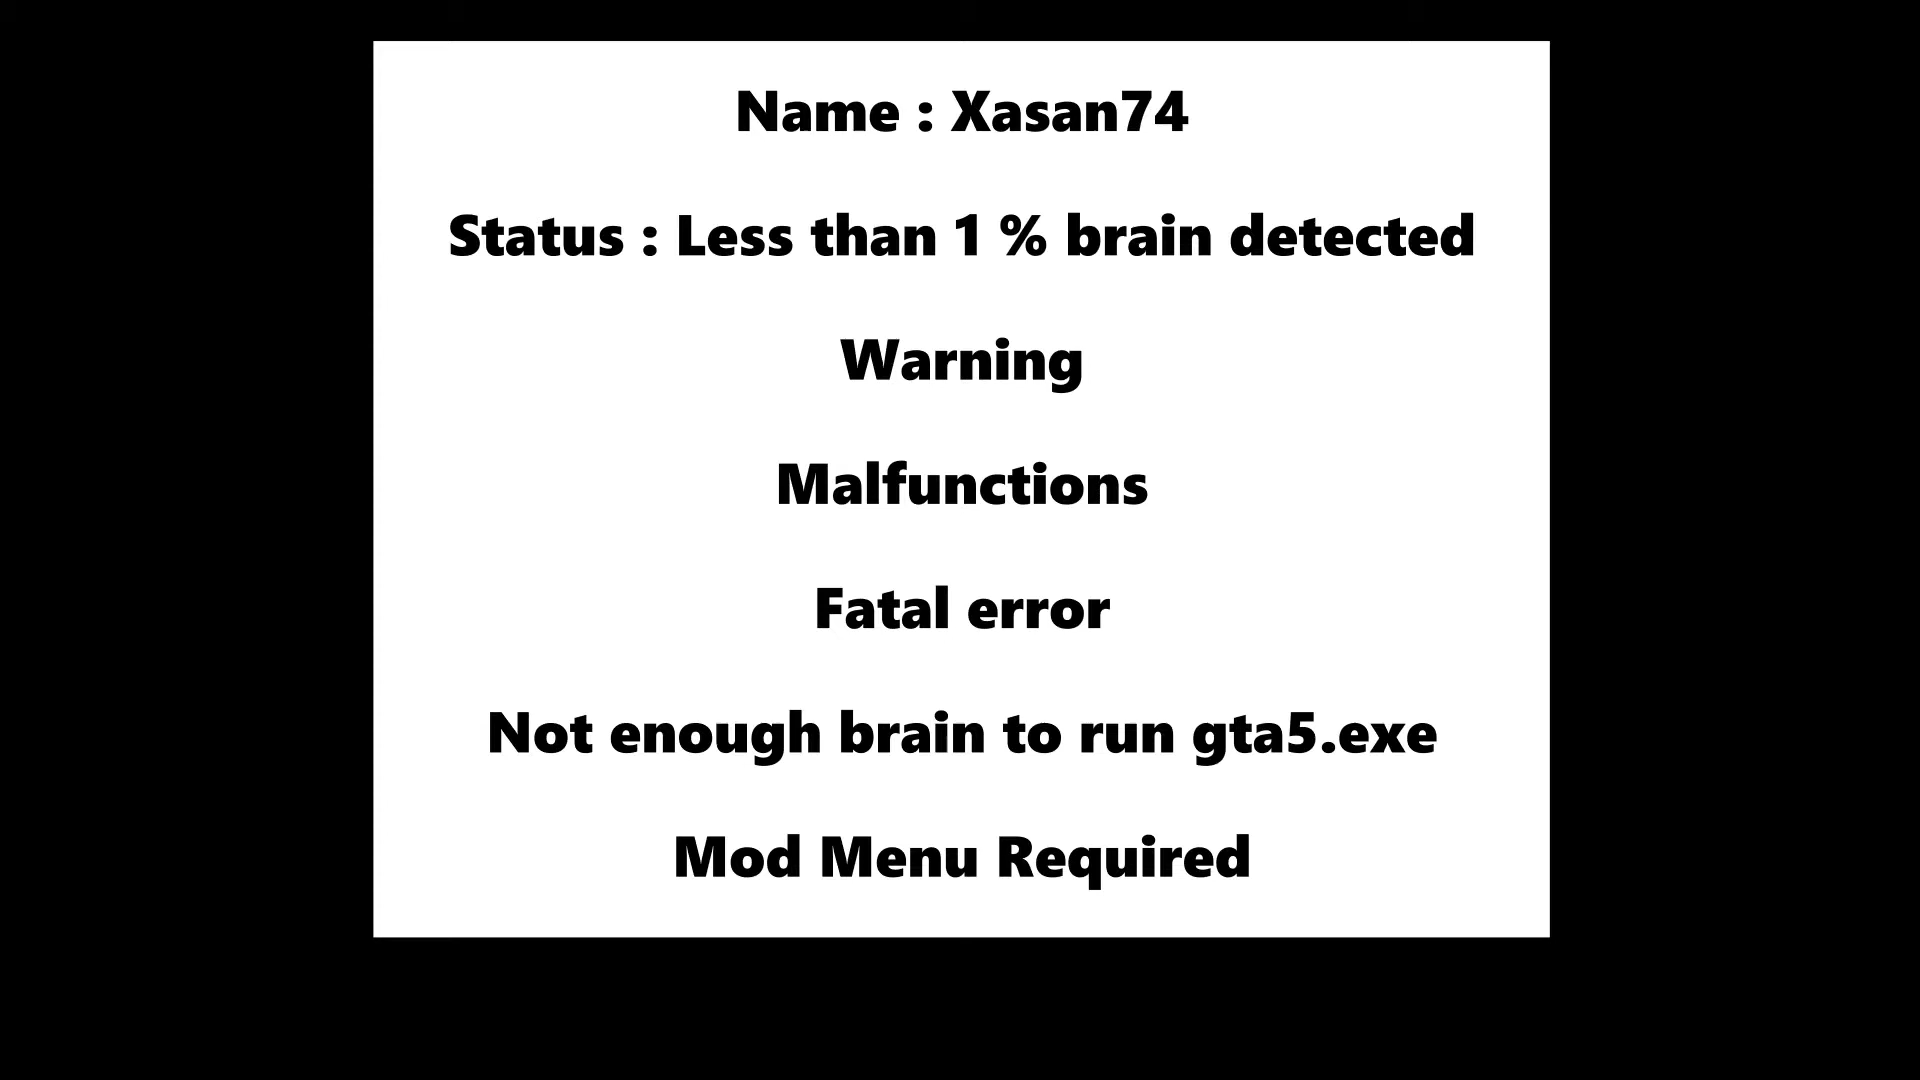 Name : Xasan74
Status : Less than 1 % brain detected
Warning
Malfunctions
Fatal error
Not enough brain to run gta5.exe
Mod Menu Required